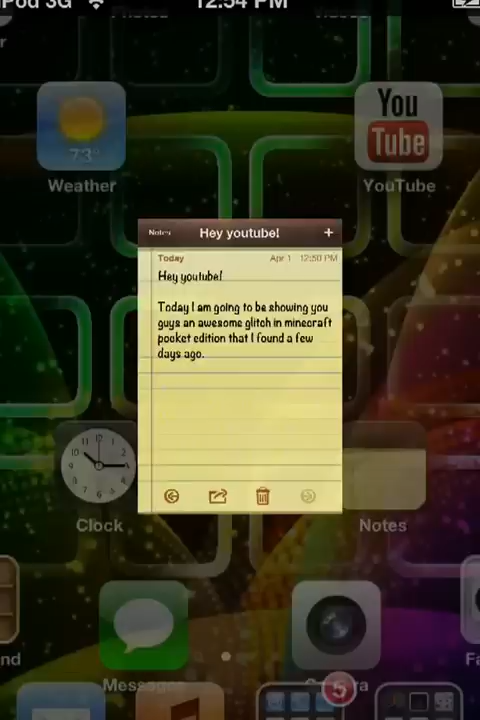 iPod 3G 12:54 PM
73°
Weather
You
Tube
YouTube
Notes Hey youtube! +
Today Apr 1 12:50 PM
Hey youtube!
Today I am going to be showing you
guys an awesome glitch in minecraft
pocket edition that I found a few
days ago.
Clock
Notes
Messages
5